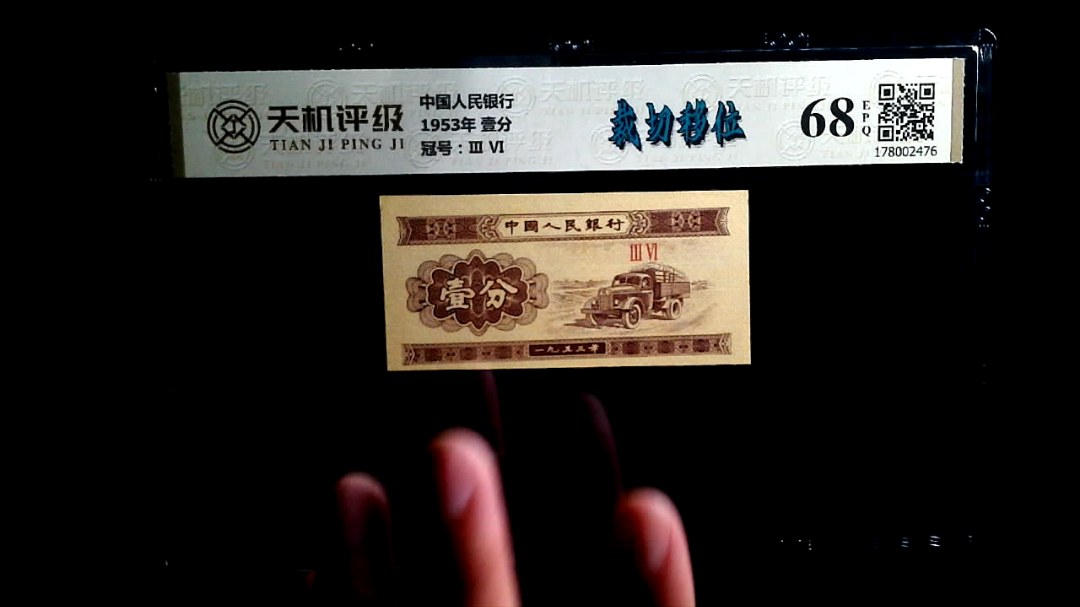 天机评级
TIAN JI PING JI
中国人民银行
1953年 壹分
冠号：Ⅲ Ⅵ
裁切移位
68
EPQ
178002476
中國人民銀行
Ⅲ Ⅵ
壹分
一九五三年